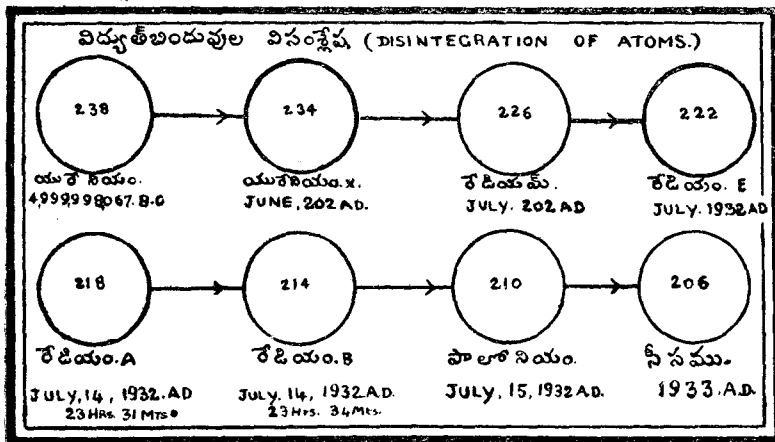 విద్యుత్‌బిందువుల విసంశ్లేష (DISINTEGRATION OF ATOMS.)
238 234 226 222
యురేనియం. యురేనియం.x. రేడియమ్. రేడియం. E
4,999,998067.B.C JUNE, 202 AD. JULY. 202 AD JULY. 1932 AD
218 214 210 206
రేడియం.A రేడియం.B పాలోనియం. సీసము.
JULY, 14, 1932. AD JULY. 14, 1932 AD. JULY, 15, 1932 AD. 1933. A.D.
23 HRS. 31 MTS. 23 HRS. 34 MTS.